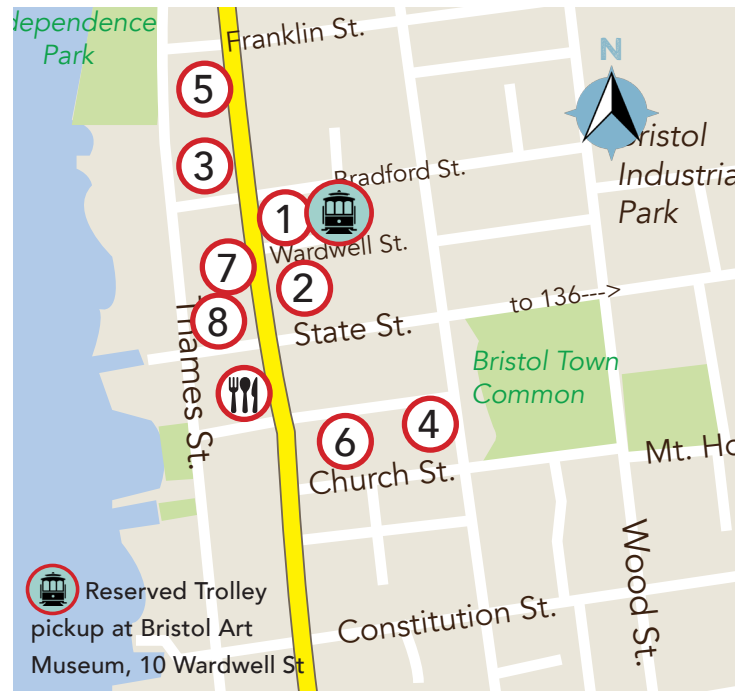 dependence
Park
Franklin St.
N
5
ristol
Industria
Park
3
Bradford St.
1
Wardwell St.
7
2
to 136--->
8
State St.
Thames St.
Bristol Town
Common
4
6
Mt. Ho
Church St.
Wood St.
Constitution St.
Reserved Trolley
pickup at Bristol Art
Museum, 10 Wardwell St